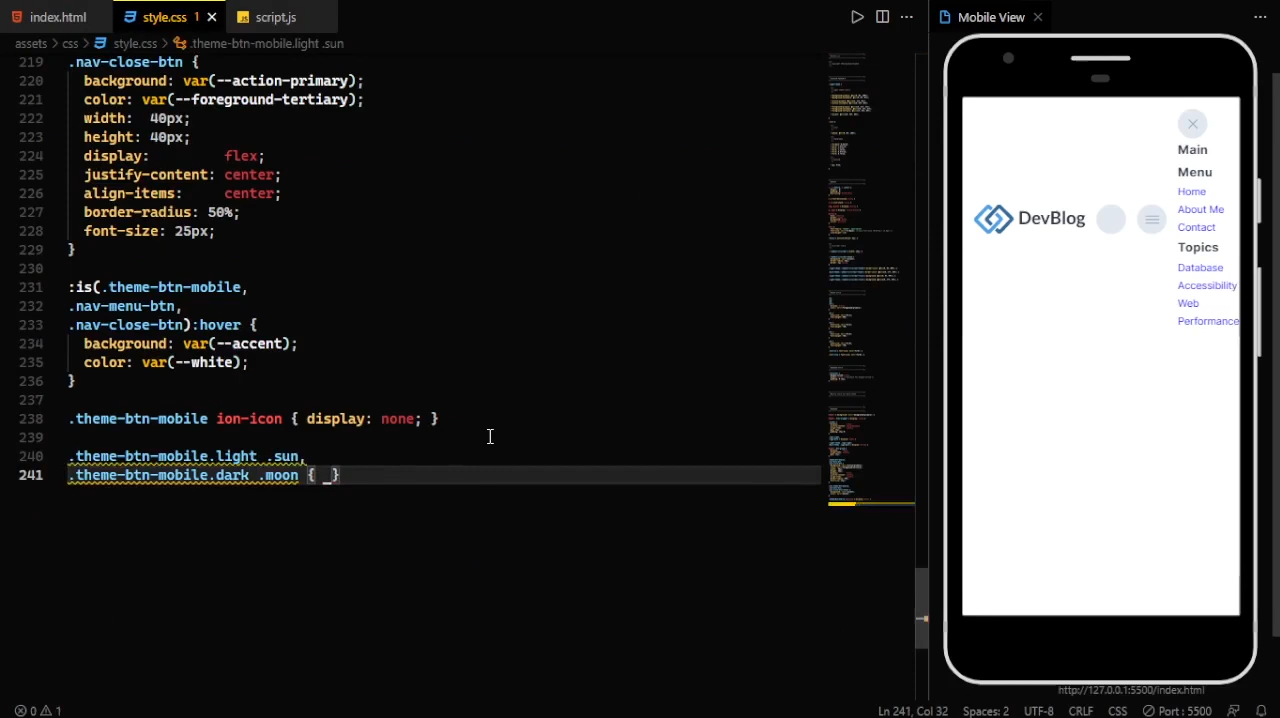 index.html
style.css 1
script.js
Mobile View
assets > css > style.css > .theme-btn-mobile.light .sun
219 .nav-close-btn {
220 background: var(--action-primary);
221 color: var(--foreground-tertiary);
222 width:  40px;
223 height: 40px;
224 display:         flex;
225 justify-content: center;
226 align-items:     center;
227 border-radius: 50%;
228 font-size: 25px;
229 }
230
231 :is(.theme-btn-mobile,
232 .nav-menu-btn,
233 .nav-close-btn):hover {
234 background: var(--accent);
235 color: var(--white);
236 }
237
238 .theme-btn-mobile ion-icon { display: none; }
239
240 .theme-btn-mobile.light .sun,
241 .theme-btn-mobile.dark .moon { _}
DevBlog
Main
Menu
Home
About Me
Contact
Topics
Database
Accessibility
Web
Performance
http://127.0.0.1:5500/index.html
0 1
Ln 241, Col 32
Spaces: 2
UTF-8
CRLF
CSS
Port : 5500